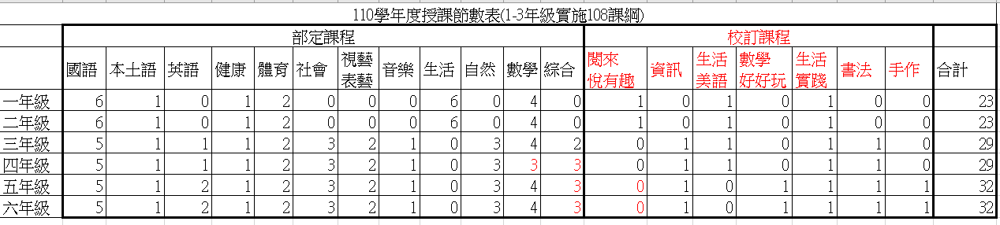 110學年度授課節數表(1-3年級實施108課綱)
部定課程 校訂課程
國語 本土語 英語 健康 體育 社會 視藝表藝 音樂 生活 自然 數學 綜合 閱來悅有趣 資訊 生活美語 數學好好玩 生活實踐 書法 手作 合計
一年級 6 1 0 1 2 0 0 0 6 0 4 0 1 0 1 0 1 0 0 23
二年級 6 1 0 1 2 0 0 0 6 0 4 0 1 0 1 0 1 0 0 23
三年級 5 1 1 1 2 3 2 1 0 3 4 2 0 1 1 0 1 1 0 29
四年級 5 1 1 1 2 3 2 1 0 3 3 3 0 1 1 0 1 1 0 29
五年級 5 1 2 1 2 3 2 1 0 3 4 3 0 1 0 1 1 1 1 32
六年級 5 1 2 1 2 3 2 1 0 3 4 3 0 1 0 1 1 1 1 32